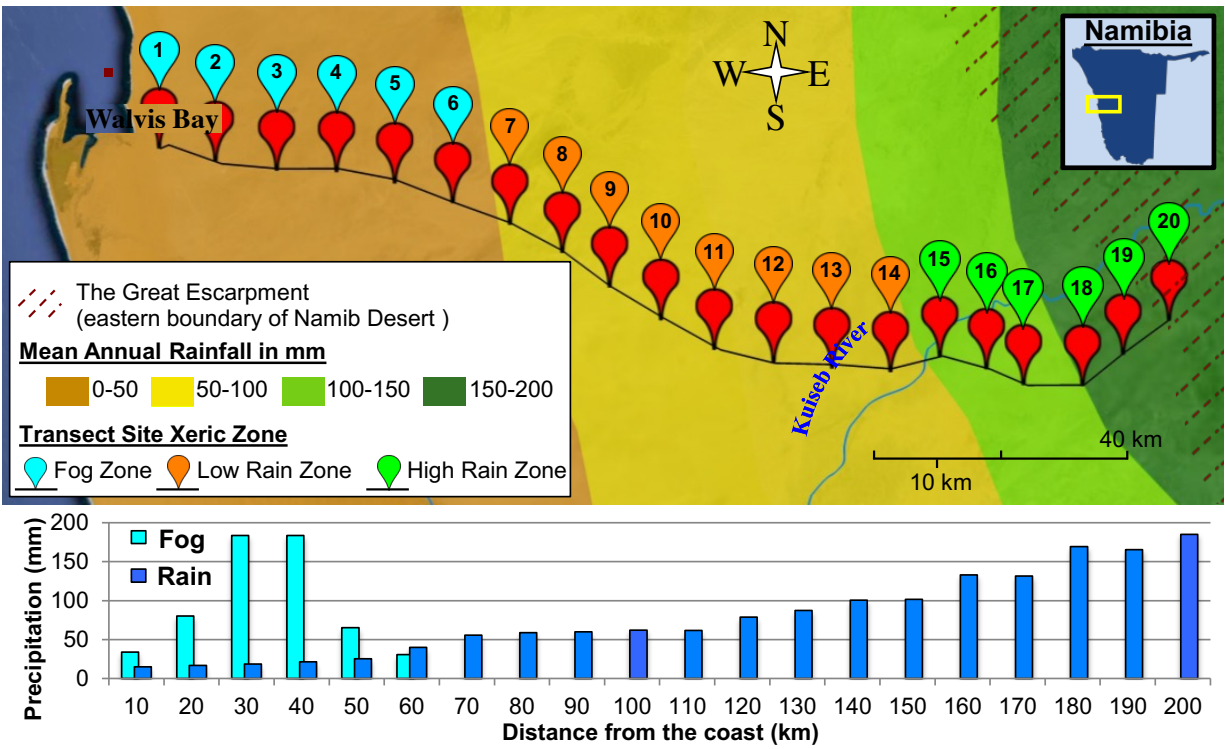 Namibia
N
W E
S
1
2
3
4
5
6
7
8
9
10
11
12
13
14
15
16
17
18
19
20
Walvis Bay
Kuiseb River
The Great Escarpment
(eastern boundary of Namib Desert )
Mean Annual Rainfall in mm
0-50 50-100 100-150 150-200
Transect Site Xeric Zone
Fog Zone Low Rain Zone High Rain Zone
40 km
10 km
Precipitation (mm)
200
150
100
50
0
Fog
Rain
10 20 30 40 50 60 70 80 90 100 110 120 130 140 150 160 170 180 190 200
Distance from the coast (km)